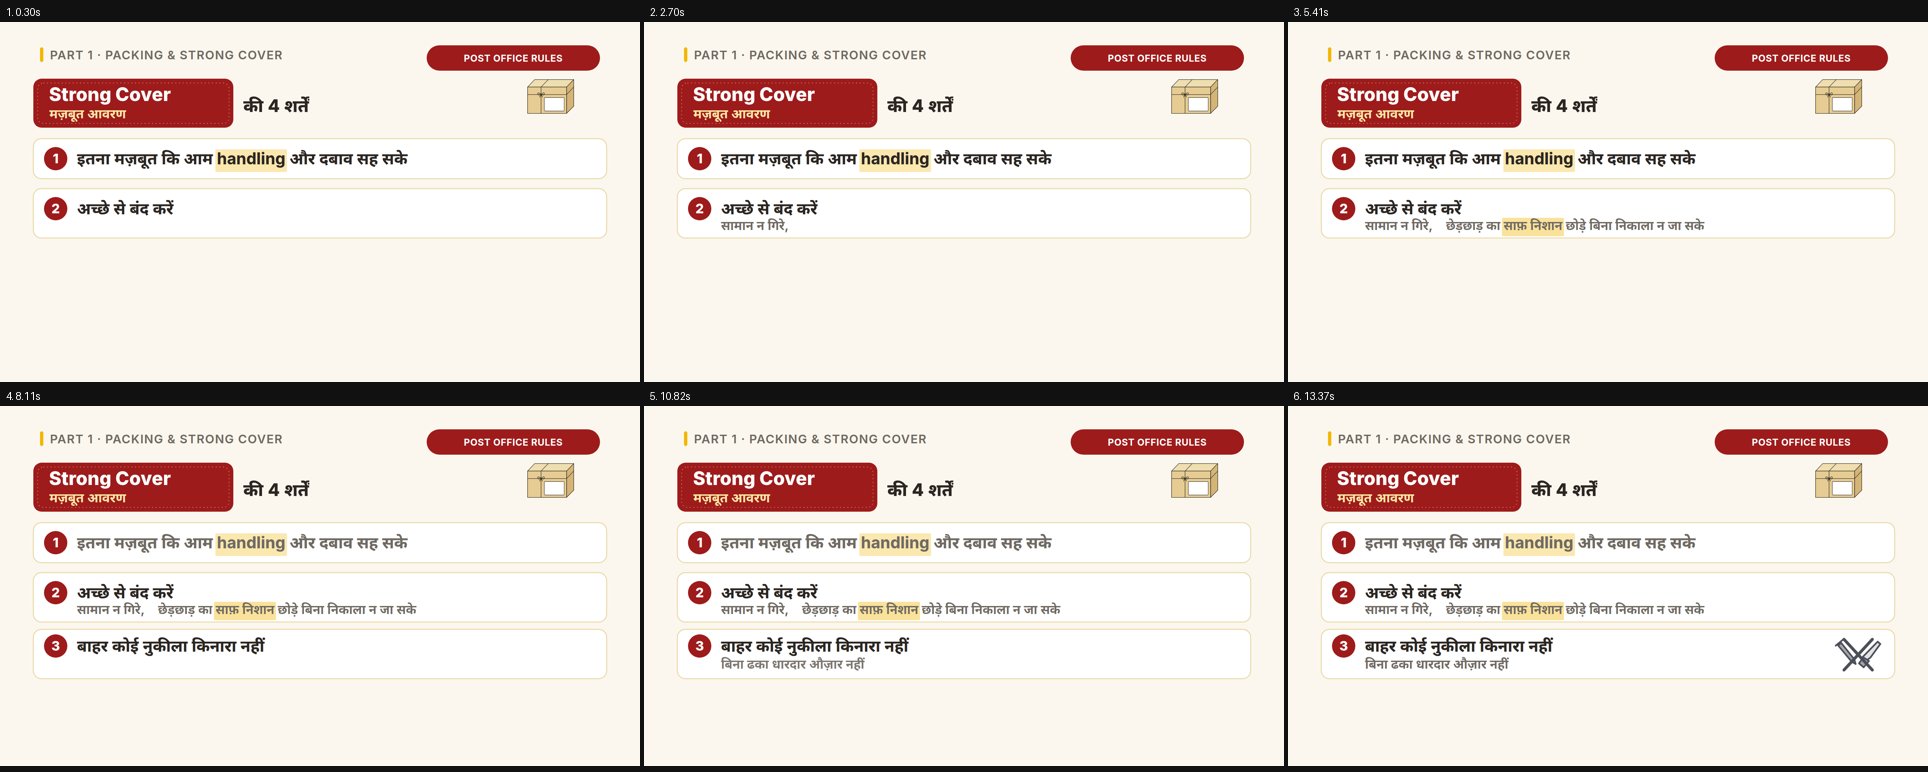 1. 0.30s
PART 1 · PACKING & STRONG COVER
POST OFFICE RULES
Strong Cover
मज़बूत आवरण
की 4 शर्तें
1 इतना मज़बूत कि आम handling और दबाव सह सके
2 अच्छे से बंद करें
2. 2.70s
PART 1 · PACKING & STRONG COVER
POST OFFICE RULES
Strong Cover
मज़बूत आवरण
की 4 शर्तें
1 इतना मज़बूत कि आम handling और दबाव सह सके
2 अच्छे से बंद करें
सामान न गिरे,
3. 5.41s
PART 1 · PACKING & STRONG COVER
POST OFFICE RULES
Strong Cover
मज़बूत आवरण
की 4 शर्तें
1 इतना मज़बूत कि आम handling और दबाव सह सके
2 अच्छे से बंद करें
सामान न गिरे, छेड़छाड़ का साफ़ निशान छोड़े बिना निकाला न जा सके
4. 8.11s
PART 1 · PACKING & STRONG COVER
POST OFFICE RULES
Strong Cover
मज़बूत आवरण
की 4 शर्तें
1 इतना मज़बूत कि आम handling और दबाव सह सके
2 अच्छे से बंद करें
सामान न गिरे, छेड़छाड़ का साफ़ निशान छोड़े बिना निकाला न जा सके
3 बाहर कोई नुकीला किनारा नहीं
5. 10.82s
PART 1 · PACKING & STRONG COVER
POST OFFICE RULES
Strong Cover
मज़बूत आवरण
की 4 शर्तें
1 इतना मज़बूत कि आम handling और दबाव सह सके
2 अच्छे से बंद करें
सामान न गिरे, छेड़छाड़ का साफ़ निशान छोड़े बिना निकाला न जा सके
3 बाहर कोई नुकीला किनारा नहीं
बिना ढका धारदार औज़ार नहीं
6. 13.37s
PART 1 · PACKING & STRONG COVER
POST OFFICE RULES
Strong Cover
मज़बूत आवरण
की 4 शर्तें
1 इतना मज़बूत कि आम handling और दबाव सह सके
2 अच्छे से बंद करें
सामान न गिरे, छेड़छाड़ का साफ़ निशान छोड़े बिना निकाला न जा सके
3 बाहर कोई नुकीला किनारा नहीं
बिना ढका धारदार औज़ार नहीं